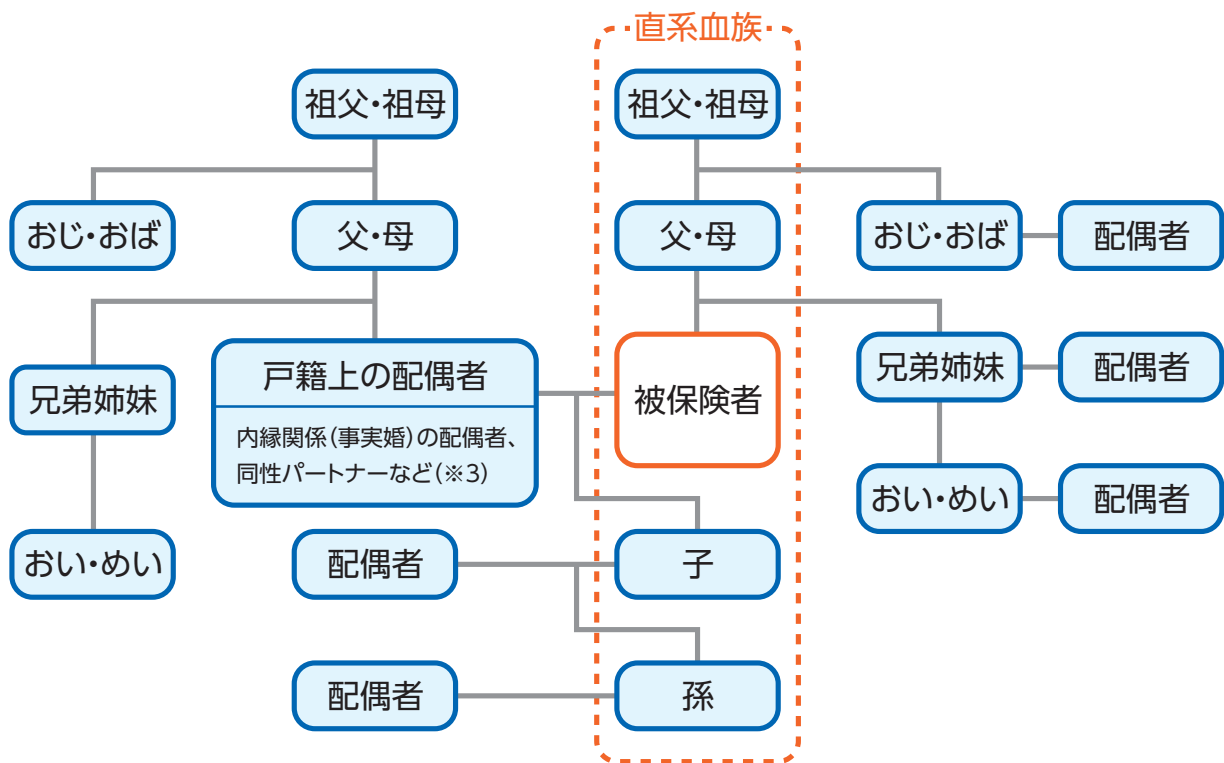 直系血族
祖父・祖母
祖父・祖母
おじ・おば
父・母
父・母
おじ・おば
配偶者
兄弟姉妹
戸籍上の配偶者
内縁関係(事実婚)の配偶者、
同性パートナーなど(※3)
被保険者
兄弟姉妹
配偶者
おい・めい
配偶者
おい・めい
配偶者
子
配偶者
孫